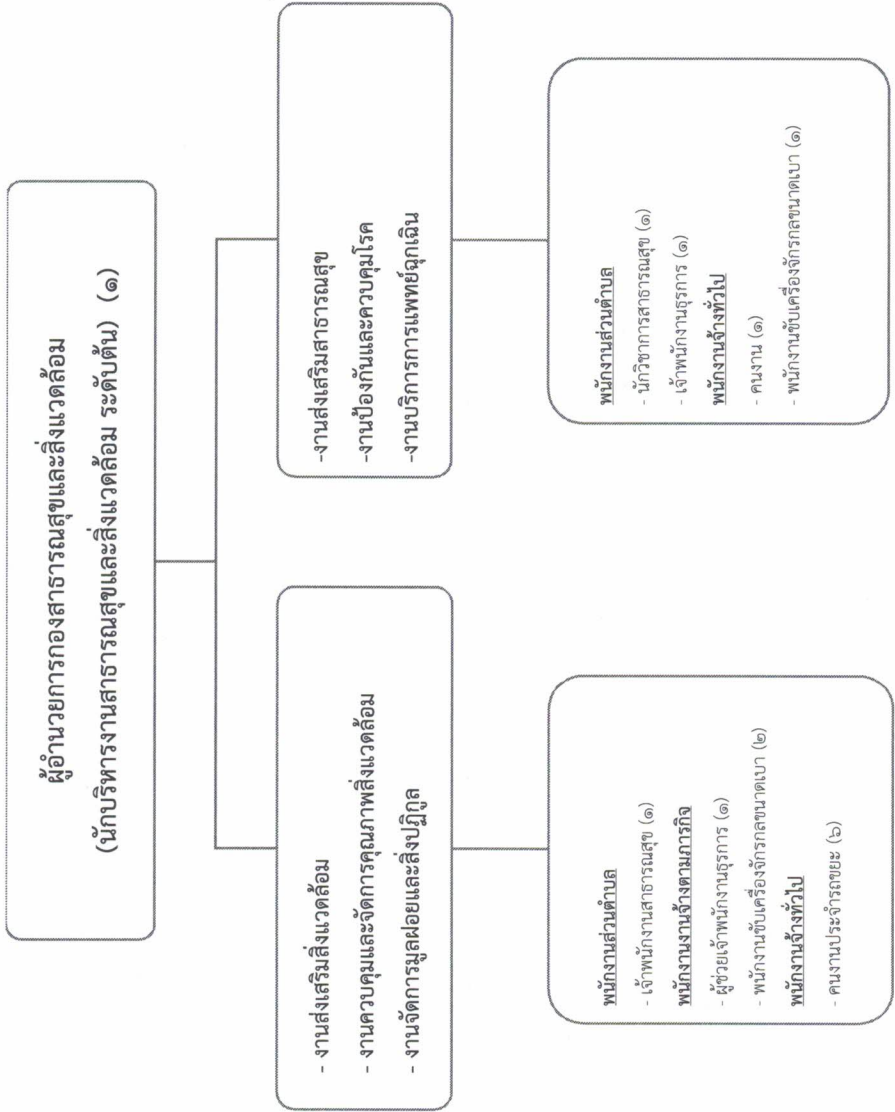 ผู้อำนวยการกองสาธารณสุขและสิ่งแวดล้อม
(นักบริหารงานสาธารณสุขและสิ่งแวดล้อม ระดับต้น) (๑)
- งานส่งเสริมสิ่งแวดล้อม
- งานควบคุมและจัดการคุณภาพสิ่งแวดล้อม
- งานจัดการมูลฝอยและสิ่งปฏิกูล
-งานส่งเสริมสาธารณสุข
-งานป้องกันและควบคุมโรค
-งานบริการการแพทย์ฉุกเฉิน
พนักงานส่วนตำบล
- เจ้าพนักงานสาธารณสุข (๑)
พนักงานงานจ้างตามภารกิจ
- ผู้ช่วยเจ้าพนักงานธุรการ (๑)
- พนักงานขับเครื่องจักรกลขนาดเบา (๒)
พนักงานจ้างทั่วไป
- คนงานประจำรถขยะ (๖)
พนักงานส่วนตำบล
- นักวิชาการสาธารณสุข (๑)
- เจ้าพนักงานธุรการ (๑)
พนักงานจ้างทั่วไป
- คนงาน (๑)
- พนักงานขับเครื่องจักรกลขนาดเบา (๑)